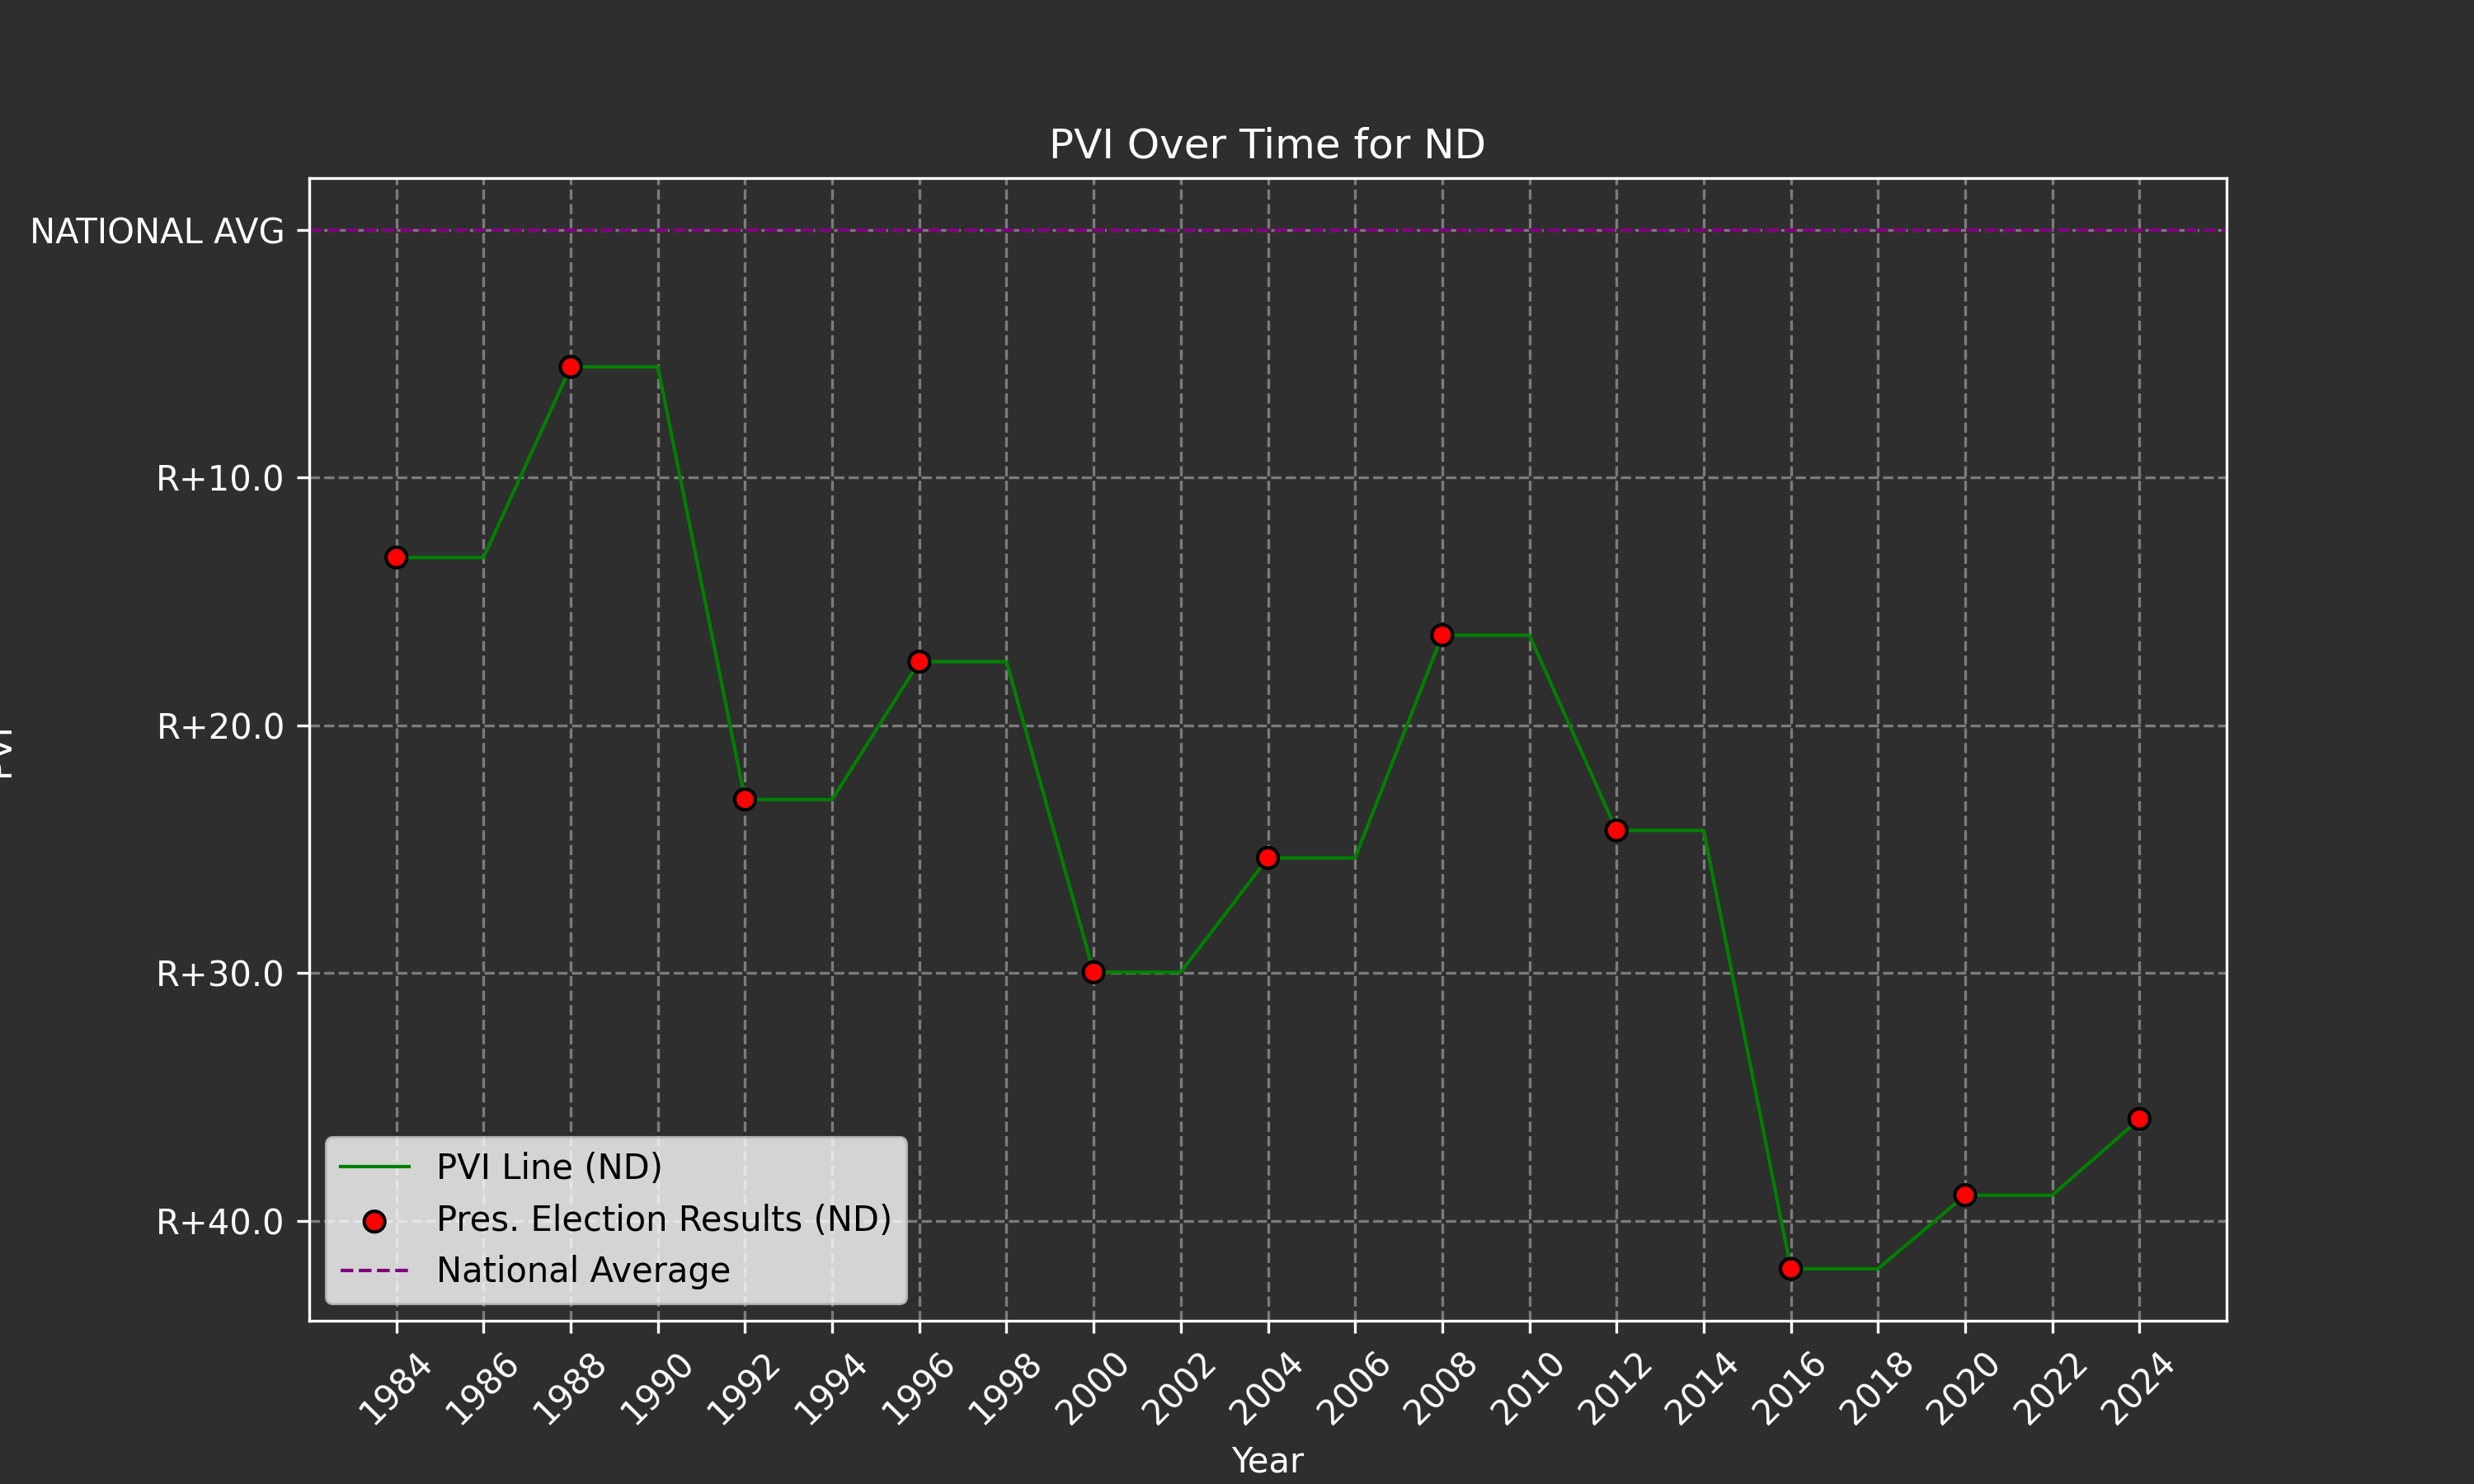 PVI Over Time for ND
NATIONAL AVG
R+10.0
R+20.0
R+30.0
R+40.0
PVI Line (ND)
Pres. Election Results (ND)
National Average
1984 1986 1988 1990 1992 1994 1996 1998 2000 2002 2004 2006 2008 2010 2012 2014 2016 2018 2020 2022 2024
Year